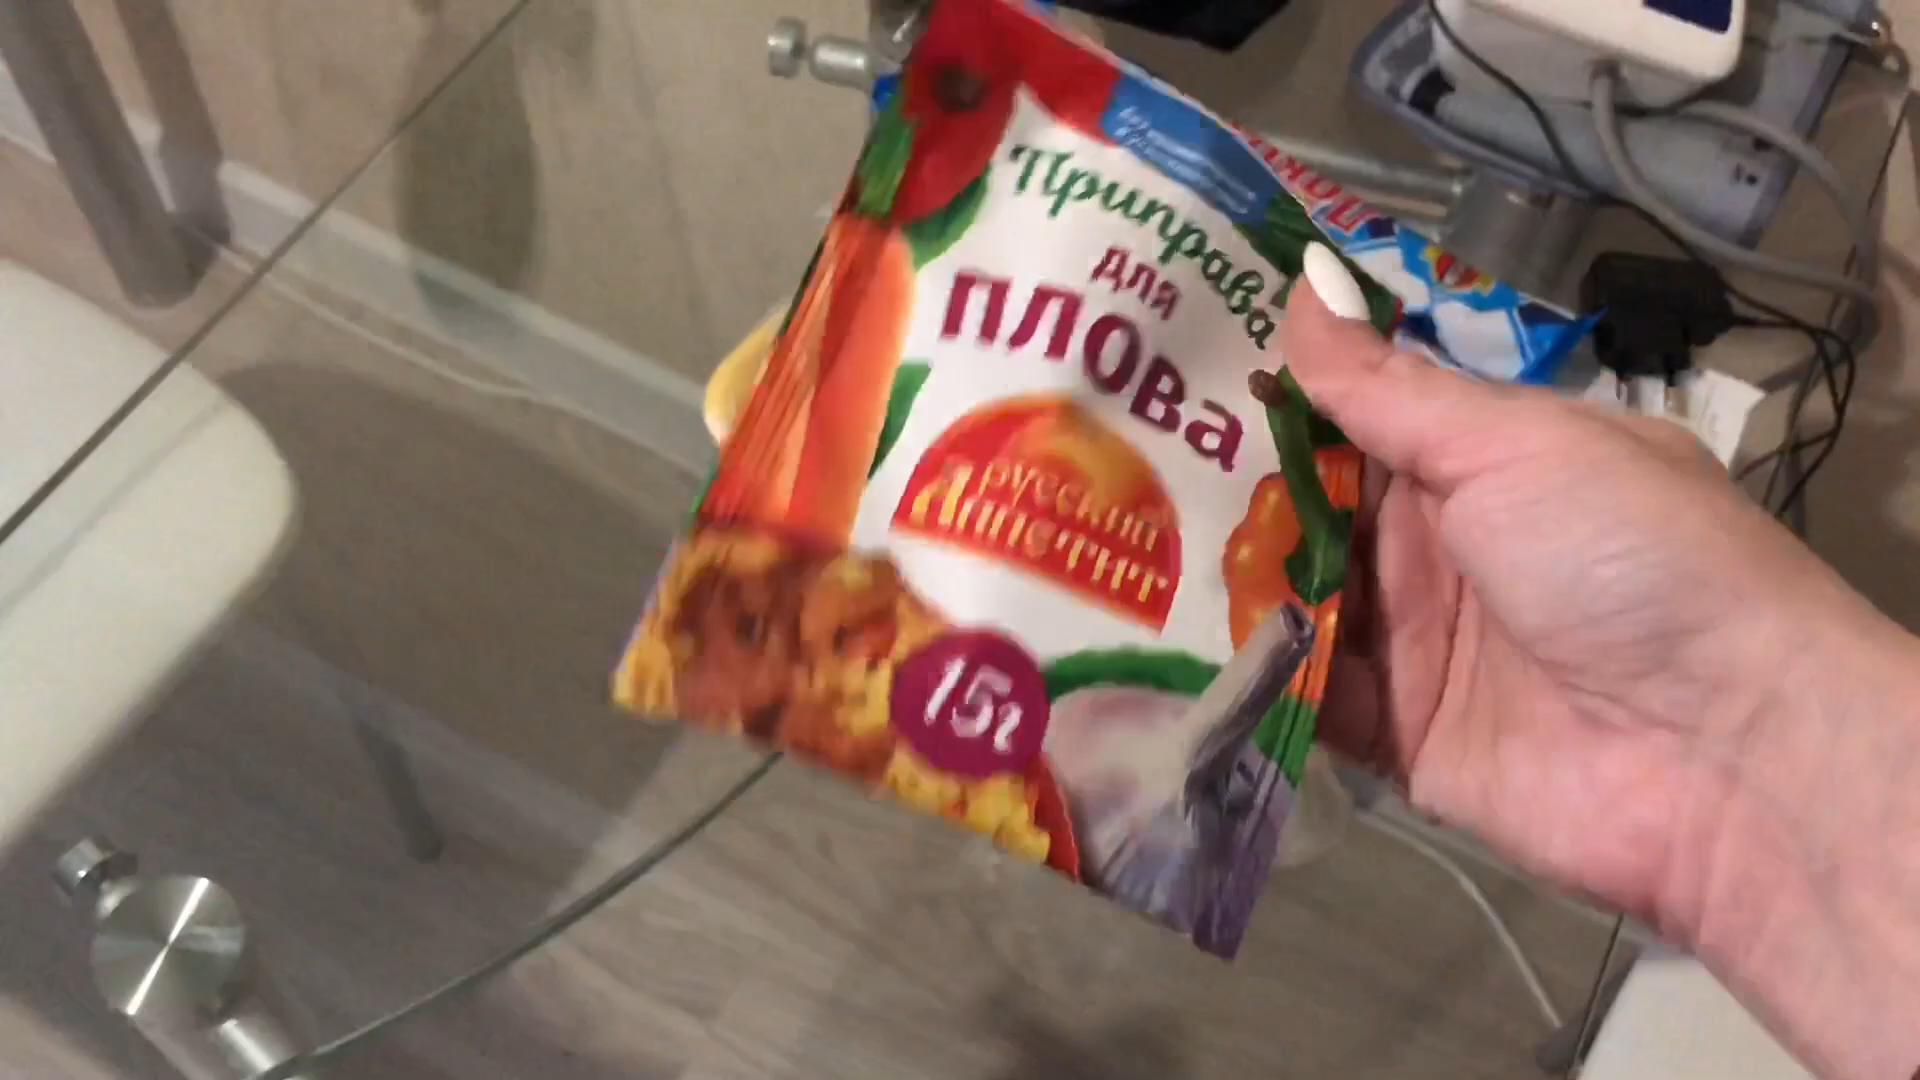 Приправа
для
плова
русский
Аппетит
15г